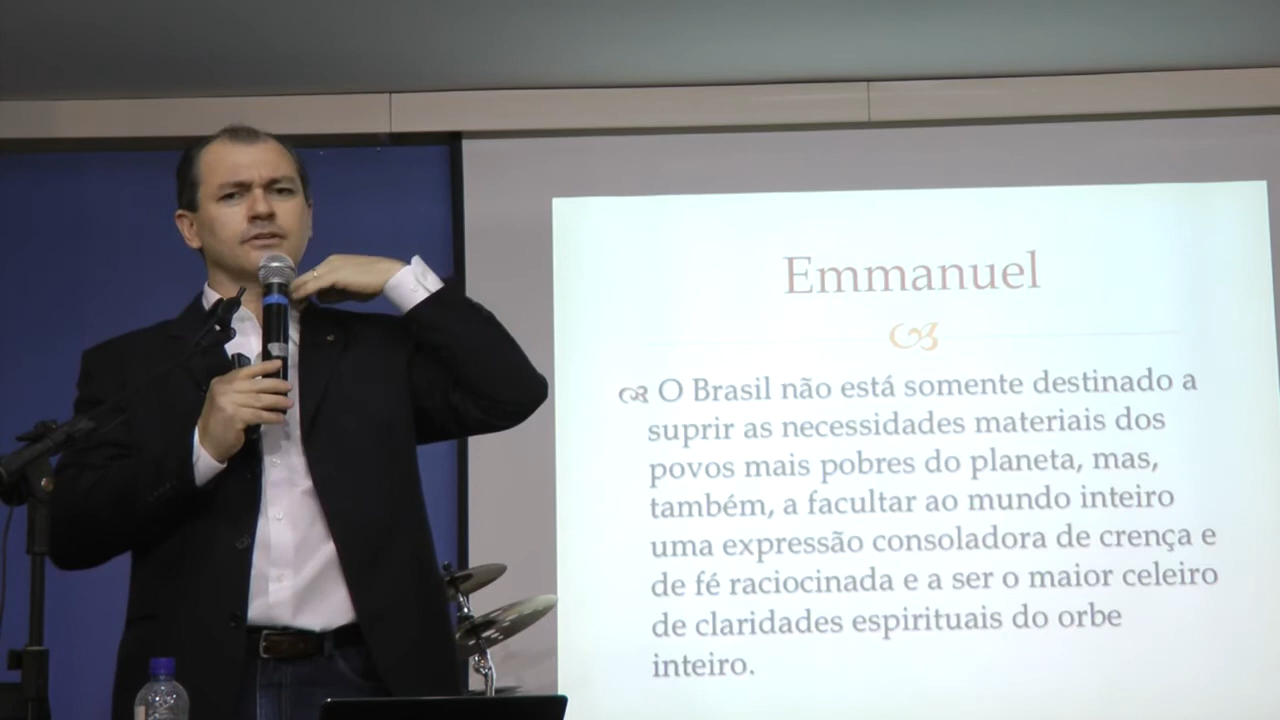 Emmanuel
O Brasil não está somente destinado a
suprir as necessidades materiais dos
povos mais pobres do planeta, mas,
também, a facultar ao mundo inteiro
uma expressão consoladora de crença e
de fé raciocinada e a ser o maior celeiro
de claridades espirituais do orbe
inteiro.